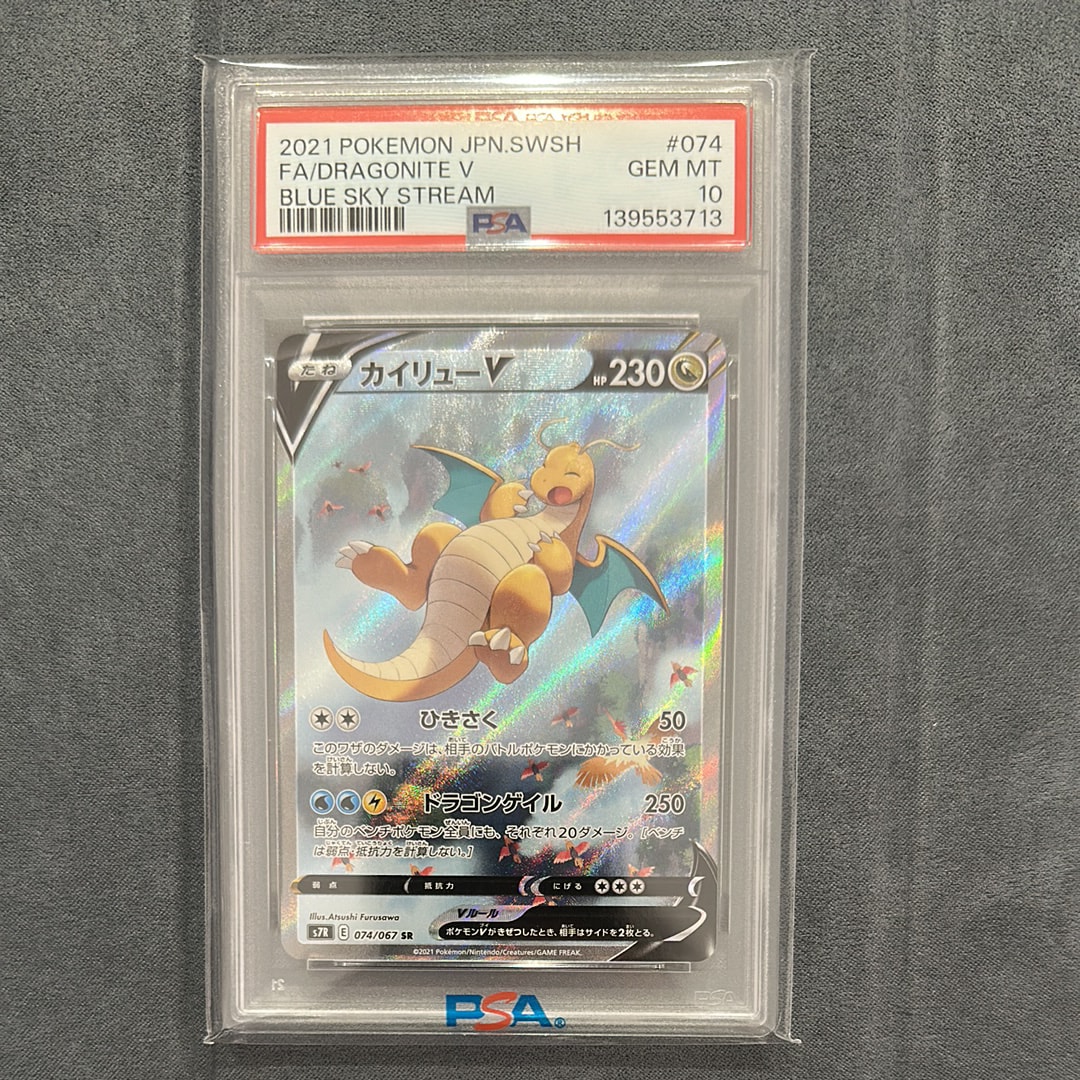 2021 POKEMON JPN.SWSH #074
FA/DRAGONITE V GEM MT
BLUE SKY STREAM 10
PSA 139553713
たね カイリューV HP 230
ひきさく 50
このワザのダメージは、相手のバトルポケモンにかかっている効果
を計算しない。
ドラゴンゲイル 250
自分のベンチポケモン全員にも、それぞれ20ダメージ。[ベンチ
は弱点・抵抗力を計算しない。]
弱点 抵抗力 にげる
Illus.Atsushi Furusawa
Vルール
ポケモンVがきぜつしたとき、相手はサイドを2枚とる。
s7R E 074/067 SR
©2021 Pokémon/Nintendo/Creatures/GAME FREAK.
PSA®